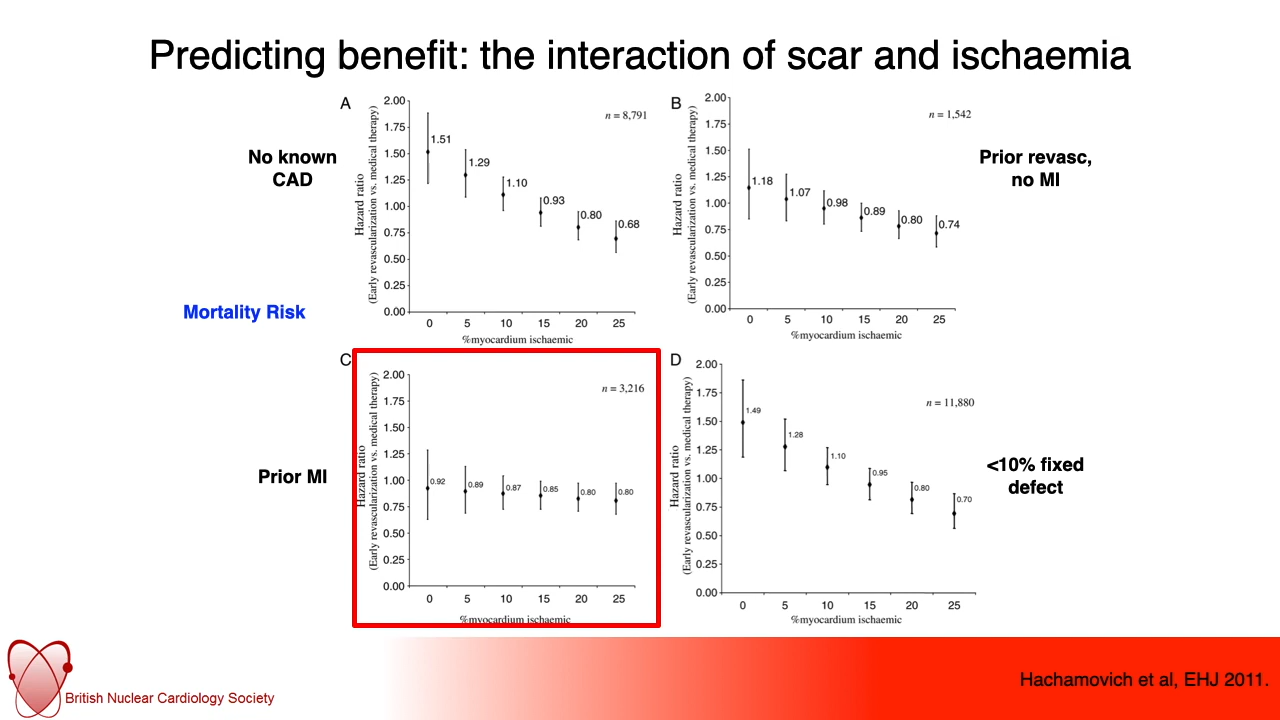 Predicting benefit: the interaction of scar and ischaemia
A
No known
CAD
Hazard ratio
(Early revascularization vs. medical therapy)
2.00
1.75
1.50
1.25
1.00
0.75
0.50
0.25
0.00
n = 8,791
1.51
1.29
1.10
0.93
0.80
0.68
0 5 10 15 20 25
%myocardium ischaemic
B
Prior revasc,
no MI
Hazard ratio
(Early revascularization vs. medical therapy)
2.00
1.75
1.50
1.25
1.00
0.75
0.50
0.25
0.00
n = 1,542
1.18
1.07
0.98
0.89
0.80
0.74
0 5 10 15 20 25
%myocardium ischaemic
Mortality Risk
C
Prior MI
Hazard ratio
(Early revascularization vs. medical therapy)
2.00
1.75
1.50
1.25
1.00
0.75
0.50
0.25
0.00
n = 3,216
0.92
0.89
0.87
0.85
0.80
0.80
0 5 10 15 20 25
%myocardium ischaemic
D
<10% fixed
defect
Hazard ratio
(Early revascularization vs. medical therapy)
2.00
1.75
1.50
1.25
1.00
0.75
0.50
0.25
0.00
n = 11,880
1.49
1.28
1.10
0.95
0.80
0.70
0 5 10 15 20 25
%myocardium ischaemic
Hachamovich et al, EHJ 2011.
British Nuclear Cardiology Society